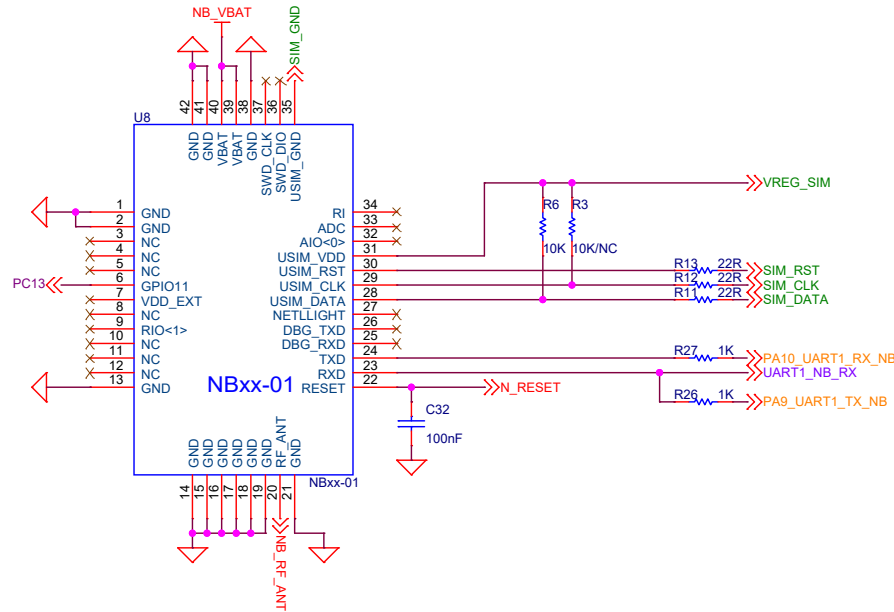 NB_VBAT
SIM_GND
42 41 40 39 38 37 36 35
U8
GND GND VBAT VBAT GND SWD_CLK SWD_DIO USIM_GND
1 GND
2 GND
3 NC
4 NC
5 NC
PC13 6 GPIO11
7 VDD_EXT
8 NC
9 RIO<1>
10 NC
11 NC
12 NC
13 GND
RI 34
ADC 33
AIO<0> 32
USIM_VDD 31
USIM_RST 30
USIM_CLK 29
USIM_DATA 28
NETLLIGHT 27
DBG_TXD 26
DBG_RXD 25
TXD 24
RXD 23
RESET 22
NBxx-01
VREG_SIM
R6 R3
10K 10K/NC
R13 22R SIM_RST
R12 22R SIM_CLK
R11 22R SIM_DATA
R27 1K PA10_UART1_RX_NB
UART1_NB_RX
N_RESET
R26 1K PA9_UART1_TX_NB
C32
100nF
GND GND GND GND GND GND RF_ANT GND
NBxx-01
14 15 16 17 18 19 20 21
NB_RF_ANT